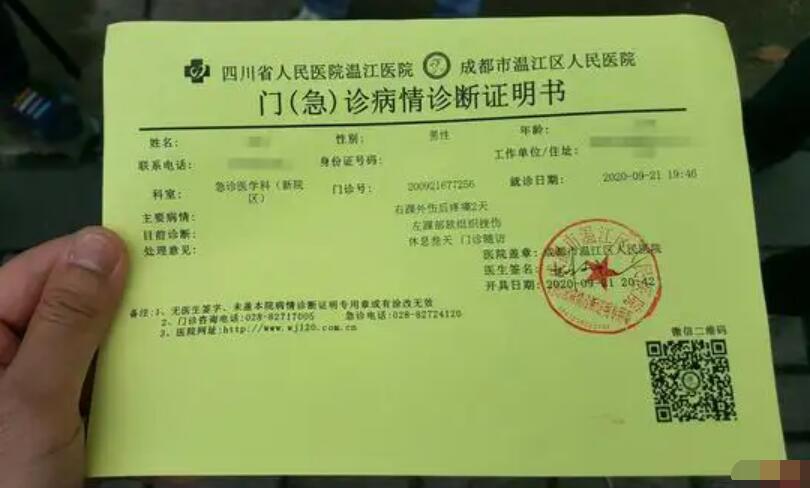 四川省人民医院温江医院 成都市温江区人民医院
门(急)诊病情诊断证明书
姓名: 性别: 男性 年龄:
联系电话: 身份证号码: 工作单位/住址:
科室: 急诊医学科(新院区) 门诊号: 200921677256 就诊日期: 2020-09-21 19:46
主要病情: 右踝外伤后疼痛2天
目前诊断: 左踝部软组织挫伤
处理意见: 休息叁天 门诊随访
医院盖章: 成都市温江区人民医院
医生签名:
开具日期: 2020-09-21 20:42
备注:1、无医生签字、未盖本院病情诊断证明专用章或有涂改无效
2、门诊咨询电话:028-82717005 急诊电话:028-82724120
3、医院网址:http://www.wj120.com.cn
微信二维码